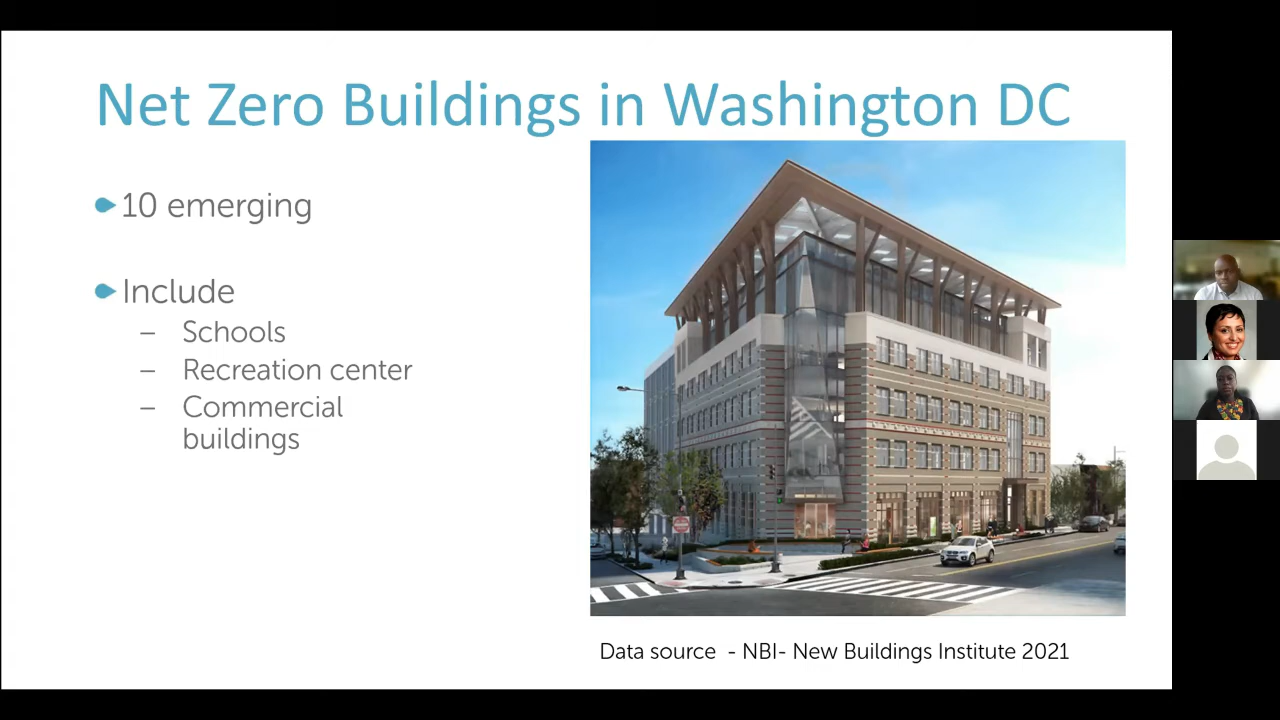 Net Zero Buildings in Washington DC
10 emerging
Include
– Schools
– Recreation center
– Commercial
buildings
Data source - NBI- New Buildings Institute 2021